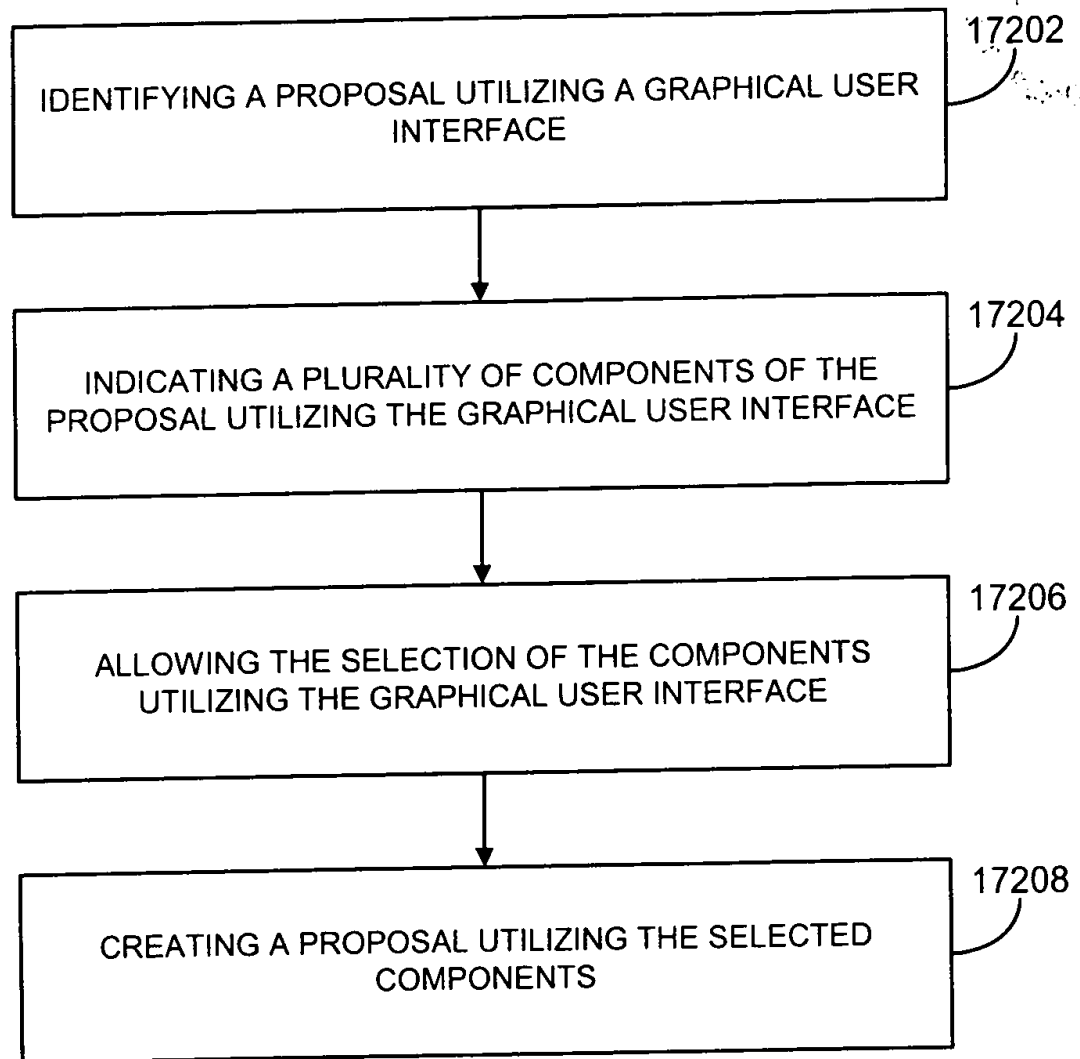 17202
IDENTIFYING A PROPOSAL UTILIZING A GRAPHICAL USER
INTERFACE
17204
INDICATING A PLURALITY OF COMPONENTS OF THE
PROPOSAL UTILIZING THE GRAPHICAL USER INTERFACE
17206
ALLOWING THE SELECTION OF THE COMPONENTS
UTILIZING THE GRAPHICAL USER INTERFACE
17208
CREATING A PROPOSAL UTILIZING THE SELECTED
COMPONENTS